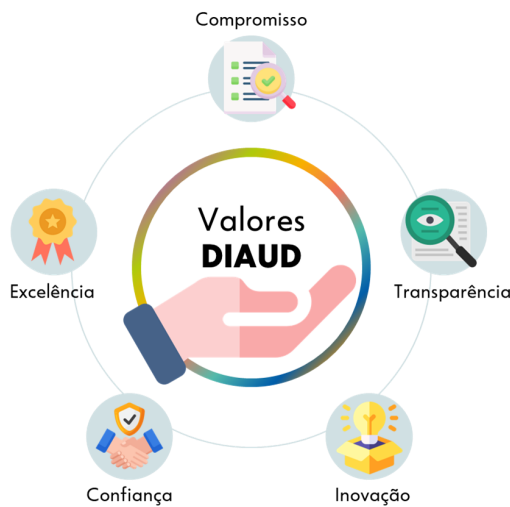 Compromisso
Valores
DIAUD
Excelência
Transparência
Confiança
Inovação